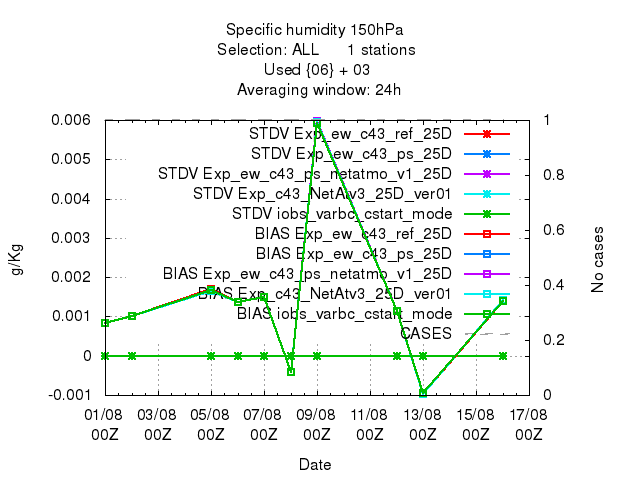 Specific humidity 150hPa
Selection: ALL 1 stations
Used {06} + 03
Averaging window: 24h
0.006 1
STDV Exp_ew_c43_ref_25D
STDV Exp_ew_c43_ps_25D
0.005
STDV Exp_ew_c43_ps_netatmo_v1_25D 0.8
STDV Exp_c43_NetAtv3_25D_ver01
0.004
STDV iobs_varbc_cstart_mode
BIAS Exp_ew_c43_ref_25D 0.6
0.003
BIAS Exp_ew_c43_ps_25D
g/Kg
No cases
BIAS Exp_ew_c43_ps_netatmo_v1_25D
0.002 0.4
BIAS Exp_c43_NetAtv3_25D_ver01
0.001 BIAS iobs_varbc_cstart_mode
CASES 0.2
0
-0.001 0
01/08 03/08 05/08 07/08 09/08 11/08 13/08 15/08 17/08
00Z 00Z 00Z 00Z 00Z 00Z 00Z 00Z 00Z
Date